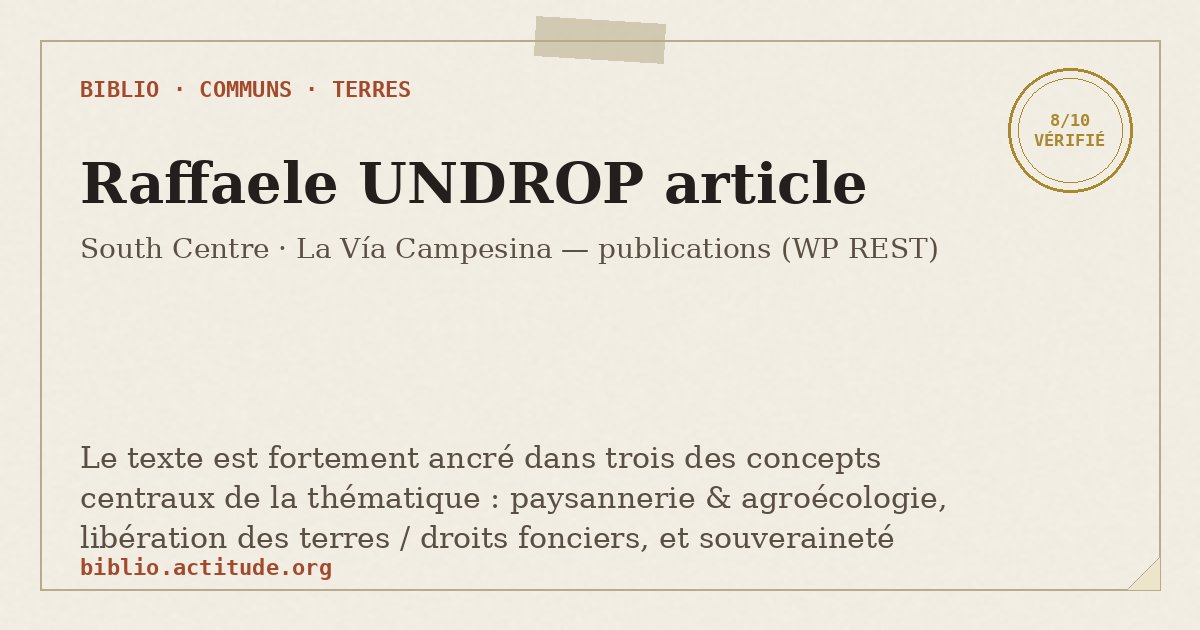 BIBLIO · COMMUNS · TERRES
8/10
VÉRIFIÉ
Raffaele UNDROP article
South Centre · La Vía Campesina — publications (WP REST)
Le texte est fortement ancré dans trois des concepts
centraux de la thématique : paysannerie & agroécologie,
libération des terres / droits fonciers, et souveraineté
biblio.actitude.org